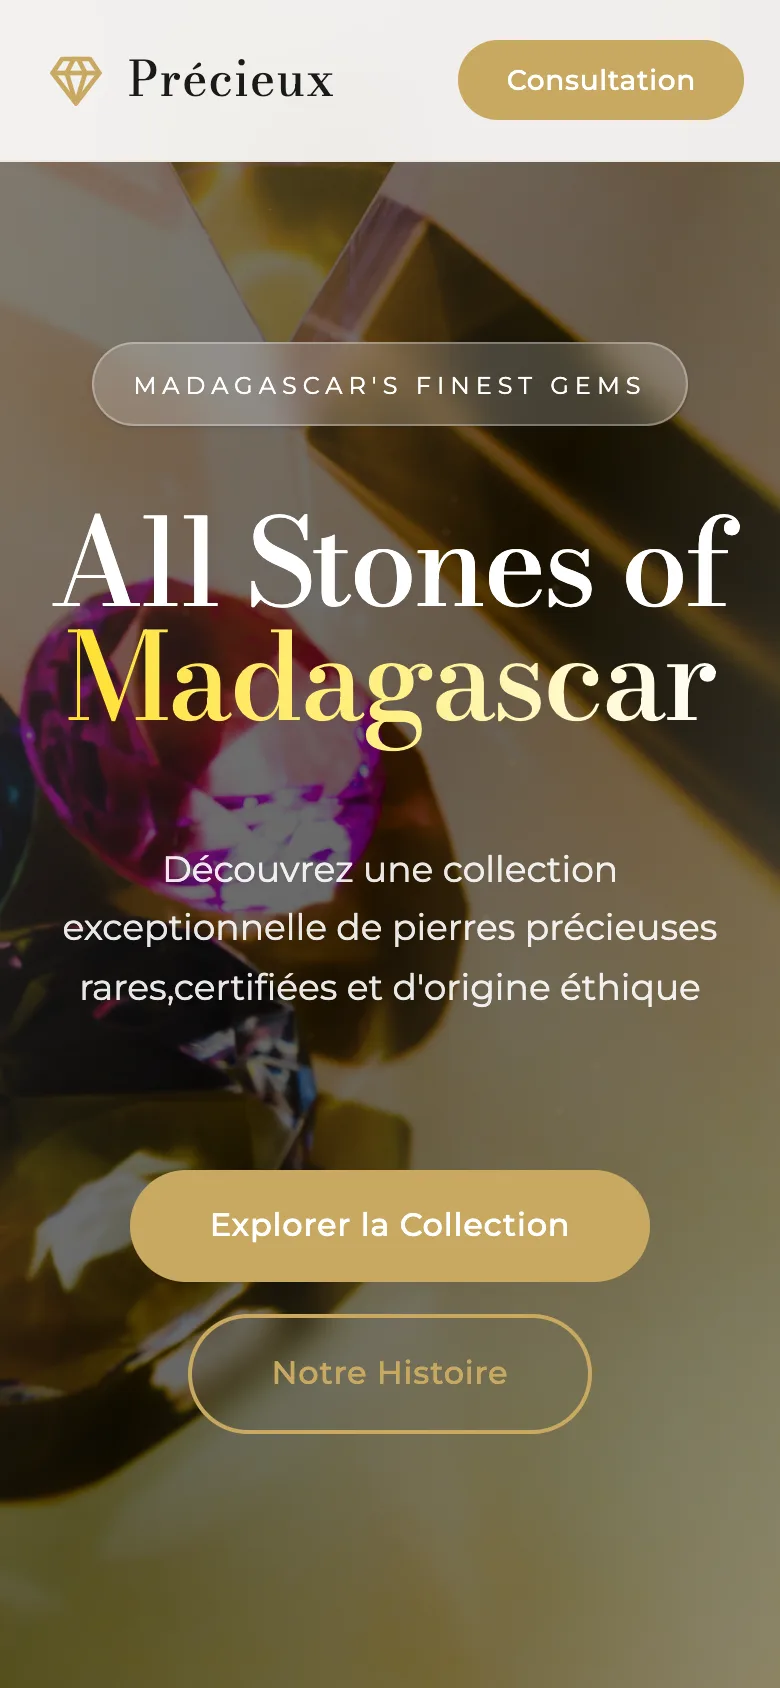 Précieux
Consultation
MADAGASCAR'S FINEST GEMS
All Stones of
Madagascar
Découvrez une collection
exceptionnelle de pierres précieuses
rares,certifiées et d'origine éthique
Explorer la Collection
Notre Histoire